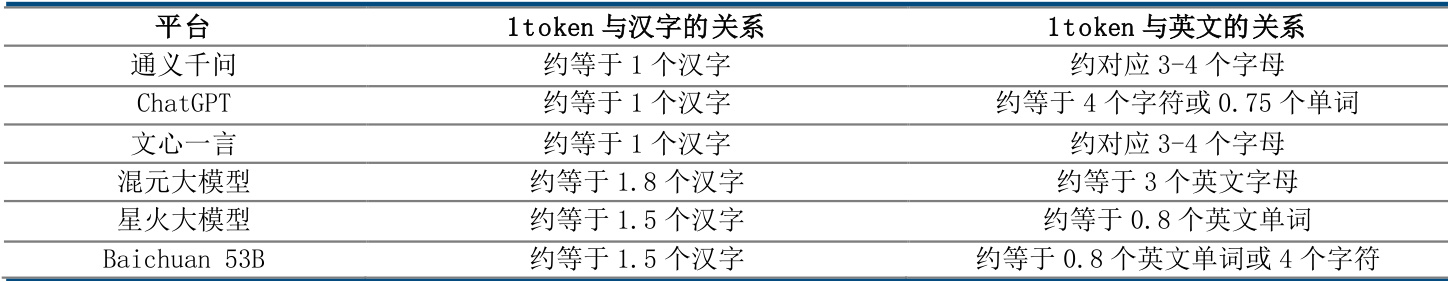 平台 1token 与汉字的关系 1token 与英文的关系
通义千问 约等于 1 个汉字 约对应 3-4 个字母
ChatGPT 约等于 1 个汉字 约等于 4 个字符或 0.75 个单词
文心一言 约等于 1 个汉字 约对应 3-4 个字母
混元大模型 约等于 1.8 个汉字 约等于 3 个英文字母
星火大模型 约等于 1.5 个汉字 约等于 0.8 个英文单词
Baichuan 53B 约等于 1.5 个汉字 约等于 0.8 个英文单词或 4 个字符